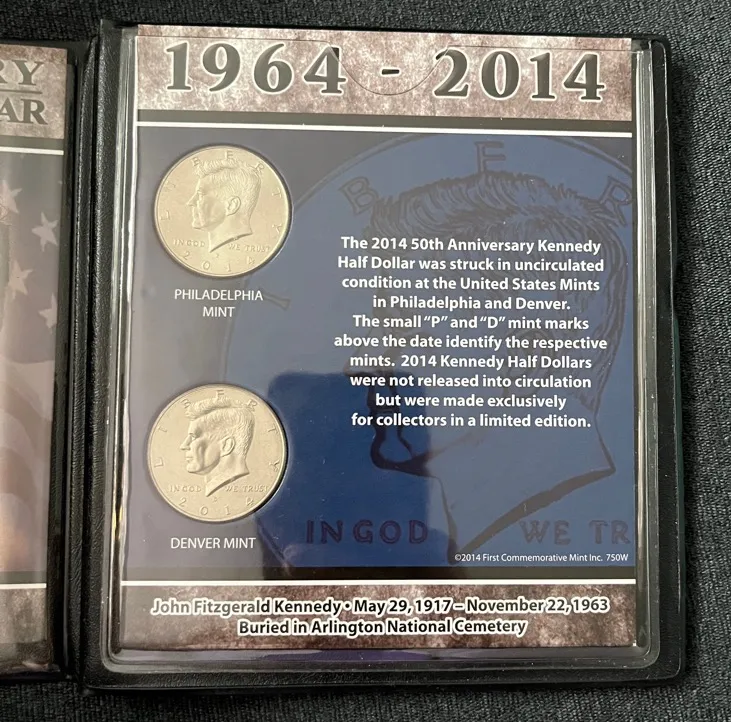 RY
AR
1964 - 2014
LIBERTY
IN GOD WE TRUST
2014
PHILADELPHIA
MINT
The 2014 50th Anniversary Kennedy
Half Dollar was struck in uncirculated
condition at the United States Mints
in Philadelphia and Denver.
The small “P” and “D” mint marks
above the date identify the respective
mints. 2014 Kennedy Half Dollars
were not released into circulation
but were made exclusively
for collectors in a limited edition.
LIBERTY
IN GOD WE TRUST
2014
DENVER MINT
B E R
IN GOD WE TR
©2014 First Commemorative Mint Inc. 750W
John Fitzgerald Kennedy • May 29, 1917 – November 22, 1963
Buried in Arlington National Cemetery